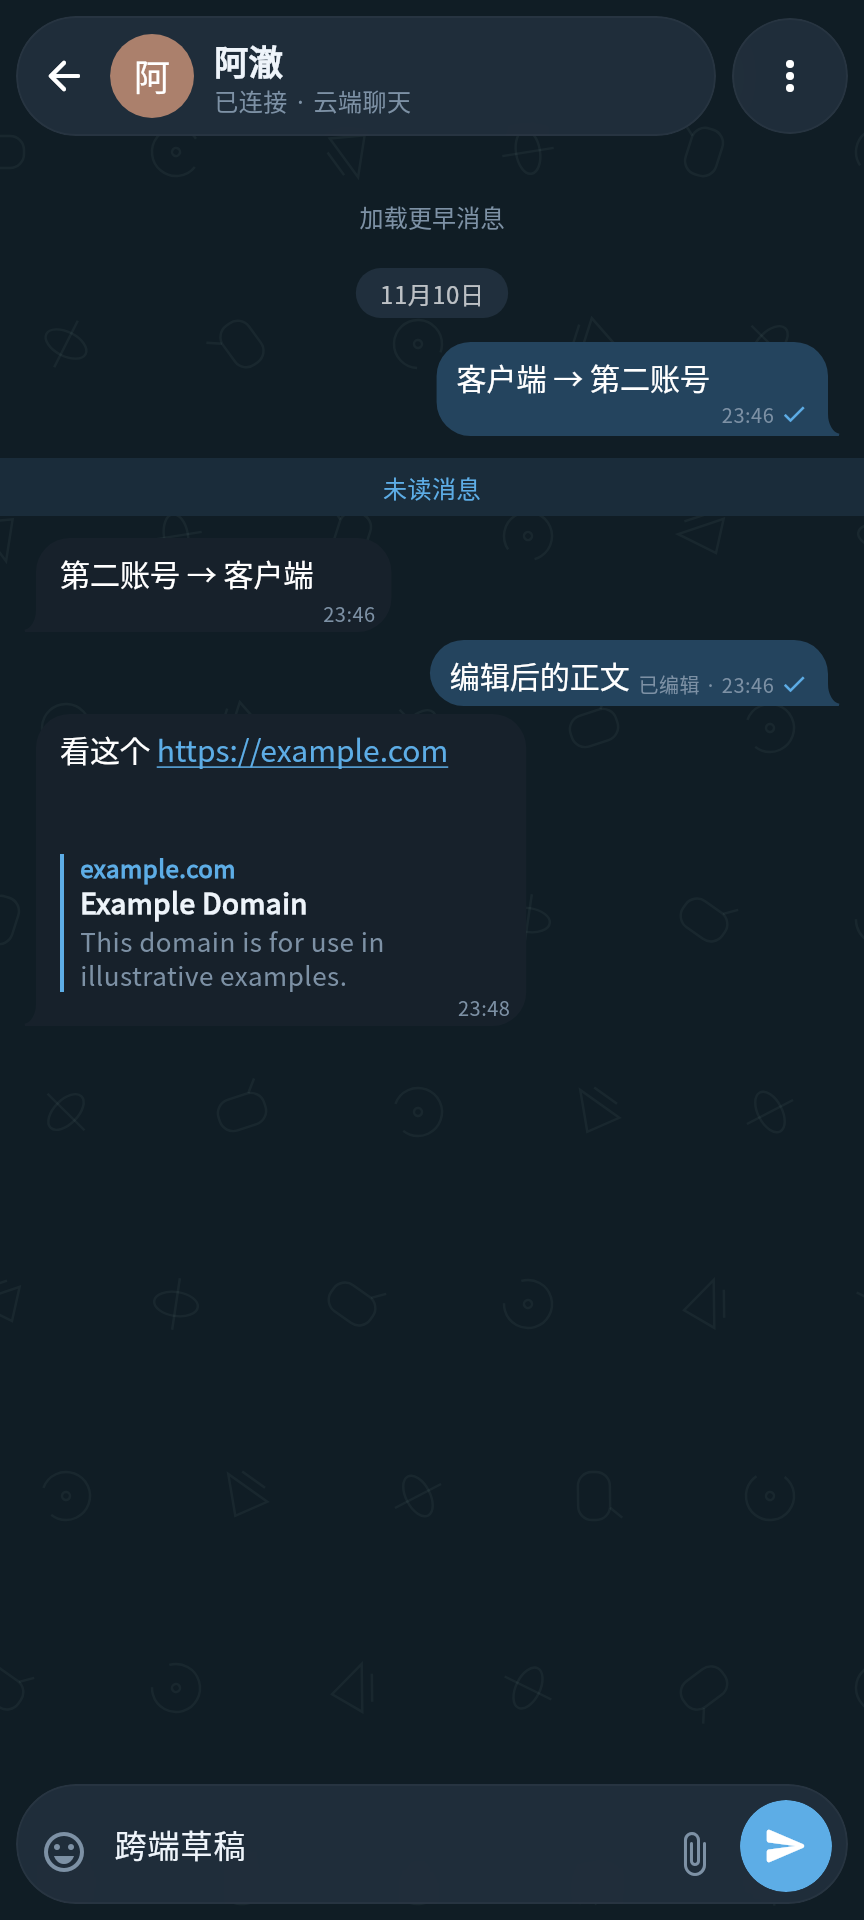 阿
阿澈
已连接 · 云端聊天
加载更早消息
11月10日
客户端 → 第二账号
23:46
未读消息
第二账号 → 客户端
23:46
编辑后的正文 已编辑 · 23:46
看这个 https://example.com
example.com
Example Domain
This domain is for use in
illustrative examples.
23:48
跨端草稿